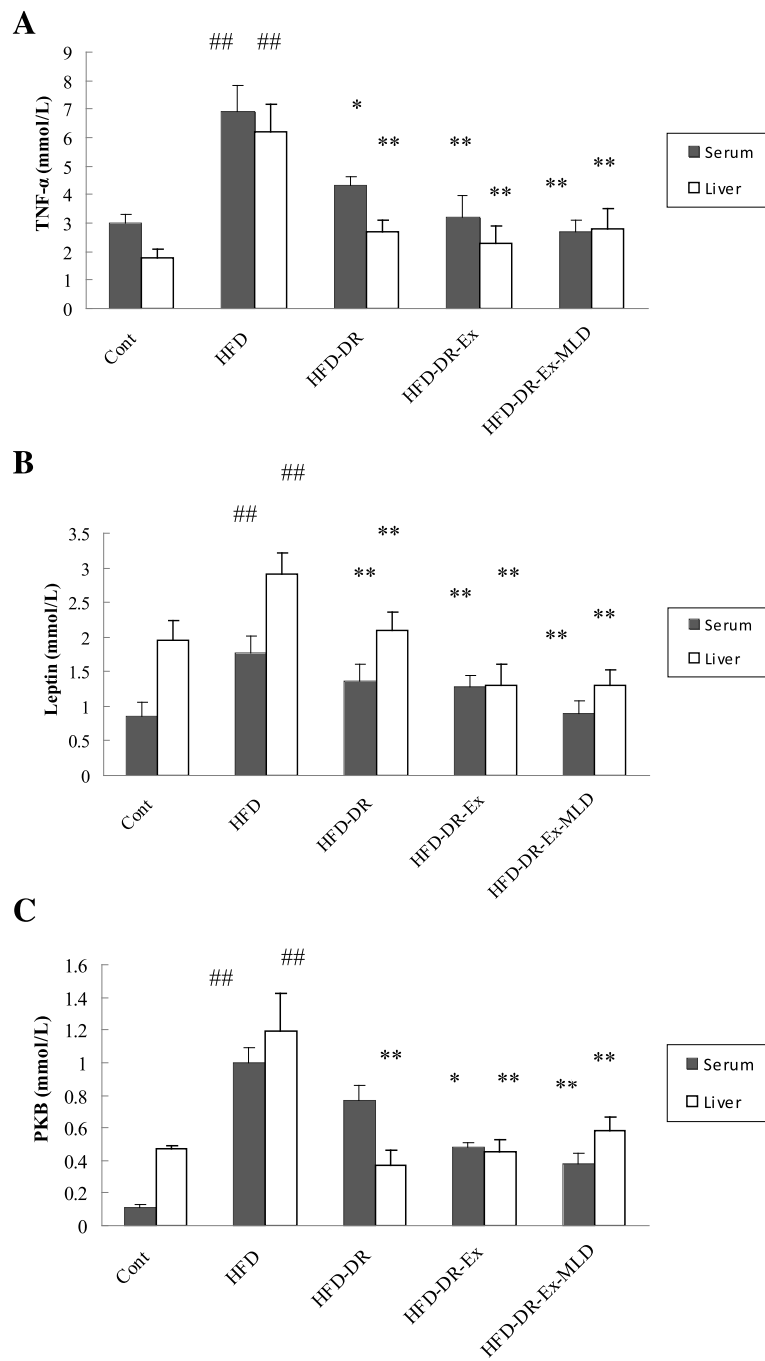 A
## ##
9
8
7
6
5
4
3
2
1
0
TNF-α (mmol/L)
* ** ** ** ** **
Serum
Liver
Cont HFD HFD-DR HFD-DR-Ex HFD-DR-Ex-MLD
B
## ##
3.5
3
2.5
2
1.5
1
0.5
0
Leptin (mmol/L)
** ** ** ** ** **
Serum
Liver
Cont HFD HFD-DR HFD-DR-Ex HFD-DR-Ex-MLD
C
## ##
1.6
1.4
1.2
1
0.8
0.6
0.4
0.2
0
PKB (mmol/L)
** * ** ** **
Serum
Liver
Cont HFD HFD-DR HFD-DR-Ex HFD-DR-Ex-MLD